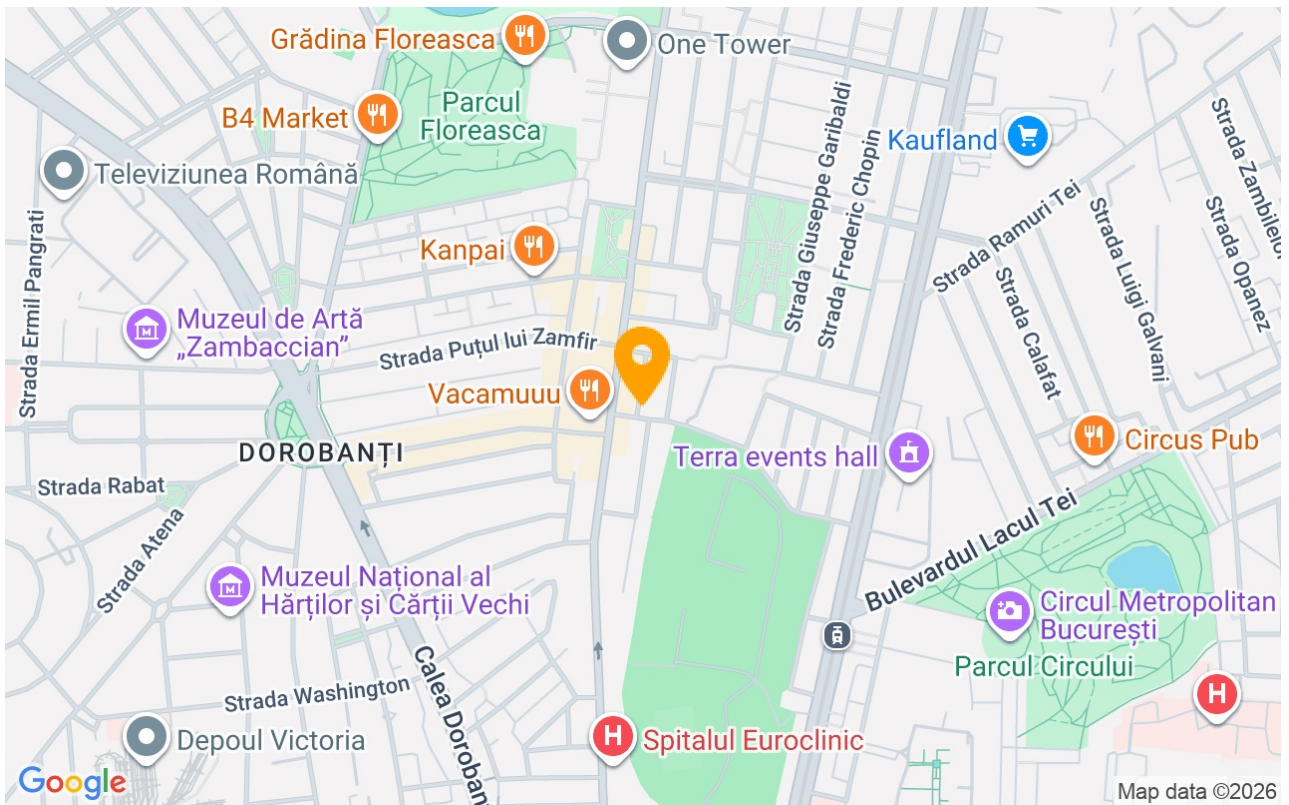 Grădina Floreasca
One Tower
B4 Market
Parcul
Floreasca
Kaufland
Televiziunea Română
Strada Giuseppe Garibaldi
Strada Frederic Chopin
Strada Zambilelor
Strada Ramuri Tei
Strada Luigi Galvani
Strada Opanez
Strada Calafat
Strada Ermil Pangrati
Kanpai
Muzeul de Artă
„Zambaccian”
Strada Puțul lui Zamfir
Vacamuuu
DOROBANȚI
Terra events hall
Circus Pub
Strada Rabat
Strada Atena
Bulevardul Lacul Tei
Muzeul Național al
Hărților și Cărții Vechi
Circul Metropolitan
București
Parcul Circului
Calea Doroban
Strada Washington
H
Depoul Victoria
H
Spitalul Euroclinic
Google
Map data ©2026